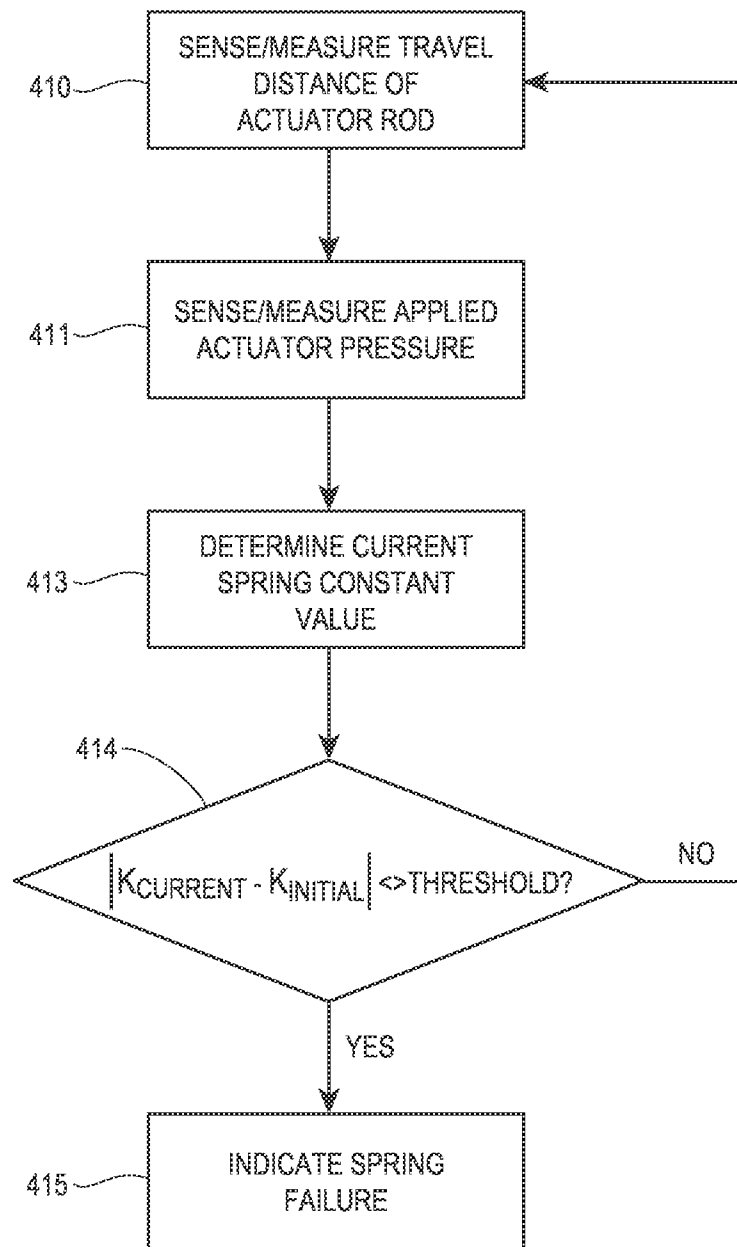 SENSE/MEASURE TRAVEL
DISTANCE OF
ACTUATOR ROD
410
SENSE/MEASURE APPLIED
ACTUATOR PRESSURE
411
DETERMINE CURRENT
SPRING CONSTANT
VALUE
413
414
|KCURRENT - KINITIAL| <>THRESHOLD?
NO
YES
INDICATE SPRING
FAILURE
415